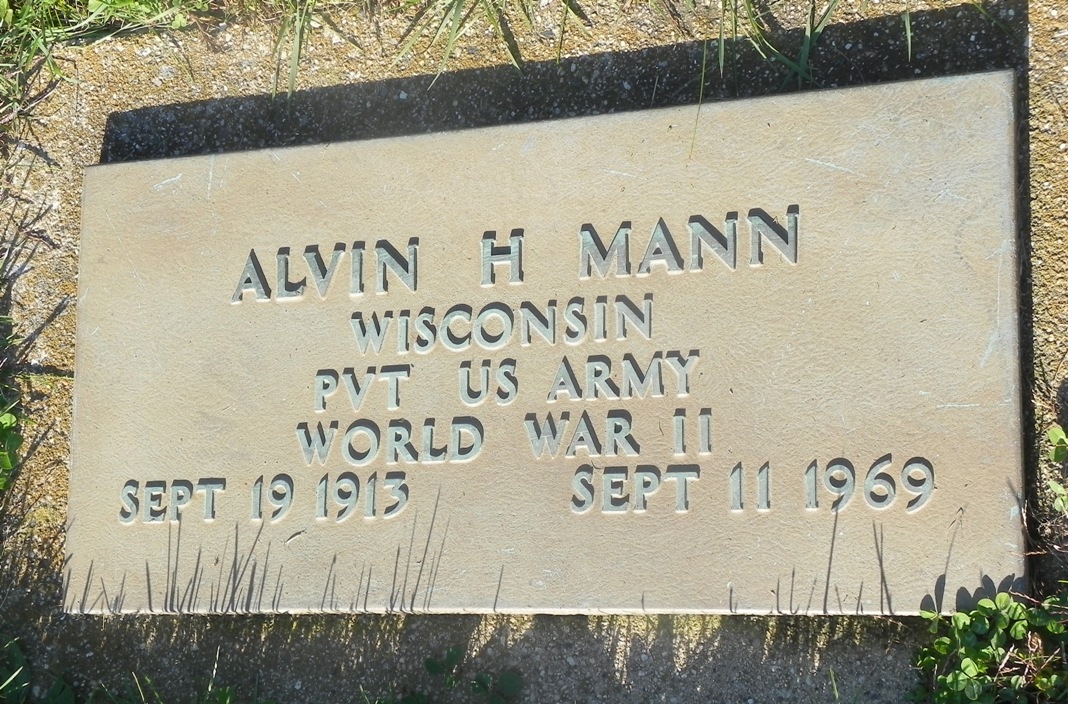 ALVIN H MANN
WISCONSIN
PVT US ARMY
WORLD WAR II
SEPT 19 1913 SEPT 11 1969